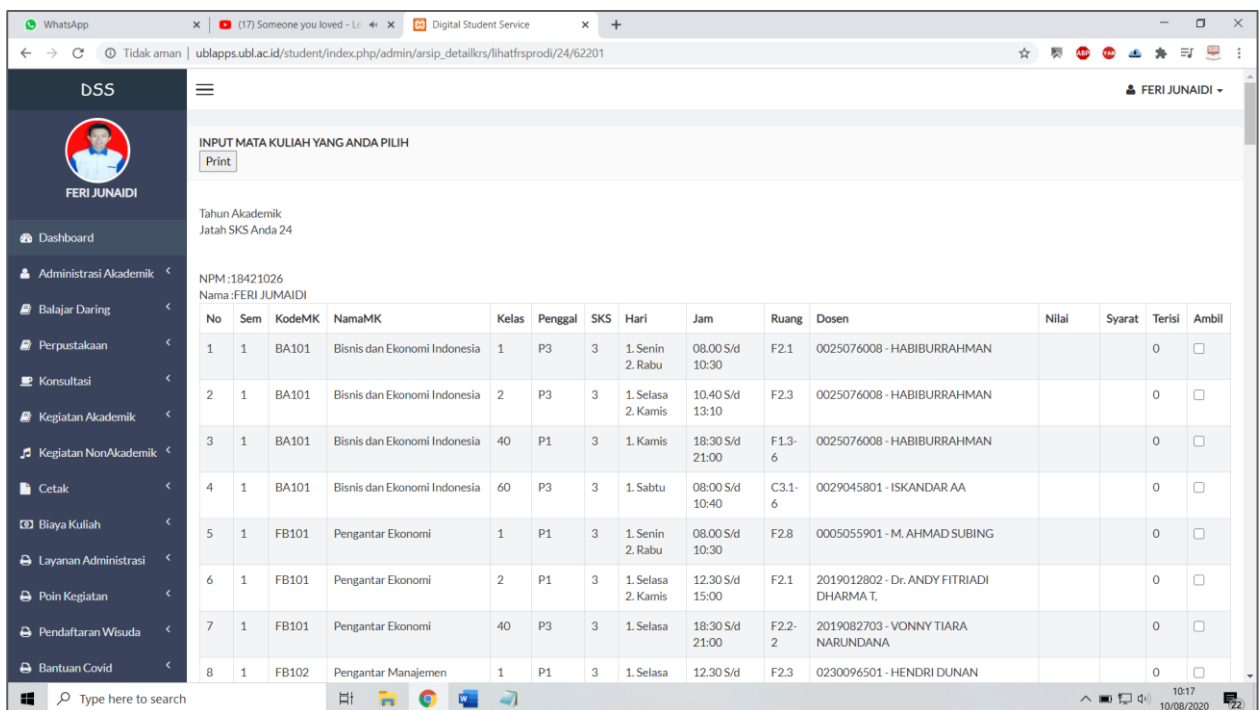 WhatsApp
(17) Someone you loved - Le
Digital Student Service
Tidak aman | ublapps.ubl.ac.id/student/index.php/admin/arsip_detailkrs/lihatfrsprodi/24/62201
ABP
DSS
FERI JUNAIDI
FERI JUNAIDI
Dashboard
Administrasi Akademik
Balajar Daring
Perpustakaan
Konsultasi
Kegiatan Akademik
Kegiatan NonAkademik
Cetak
Biaya Kuliah
Layanan Administrasi
Poin Kegiatan
Pendaftaran Wisuda
Bantuan Covid
INPUT MATA KULIAH YANG ANDA PILIH
Print
Tahun Akademik
Jatah SKS Anda 24
NPM :18421026
Nama :FERI JUMAIDI
No Sem KodeMK NamaMK Kelas Penggal SKS Hari Jam Ruang Dosen Nilai Syarat Terisi Ambil
1 1 BA101 Bisnis dan Ekonomi Indonesia 1 P3 3 1. Senin 08.00 S/d F2.1 0025076008 - HABIBURRAHMAN 0
2. Rabu 10:30
2 1 BA101 Bisnis dan Ekonomi Indonesia 2 P3 3 1. Selasa 10.40 S/d F2.3 0025076008 - HABIBURRAHMAN 0
2. Kamis 13:10
3 1 BA101 Bisnis dan Ekonomi Indonesia 40 P1 3 1. Kamis 18:30 S/d F1.3- 0025076008 - HABIBURRAHMAN 0
21:00 6
4 1 BA101 Bisnis dan Ekonomi Indonesia 60 P3 3 1. Sabtu 08:00 S/d C3.1- 0029045801 - ISKANDAR AA 0
10:40 6
5 1 FB101 Pengantar Ekonomi 1 P1 3 1. Senin 08.00 S/d F2.8 0005055901 - M. AHMAD SUBING 0
2. Rabu 10:30
6 1 FB101 Pengantar Ekonomi 2 P1 3 1. Selasa 12.30 S/d F2.1 2019012802 - Dr. ANDY FITRIADI 0
2. Kamis 15:00 DHARMA T,
7 1 FB101 Pengantar Ekonomi 40 P3 3 1. Selasa 18:30 S/d F2.2- 2019082703 - VONNY TIARA 0
21:00 2 NARUNDANA
8 1 FB102 Pengantar Manajemen 1 P1 3 1. Selasa 12.30 S/d F2.3 0230096501 - HENDRI DUNAN 0
Type here to search
10:17
10/08/2020
22